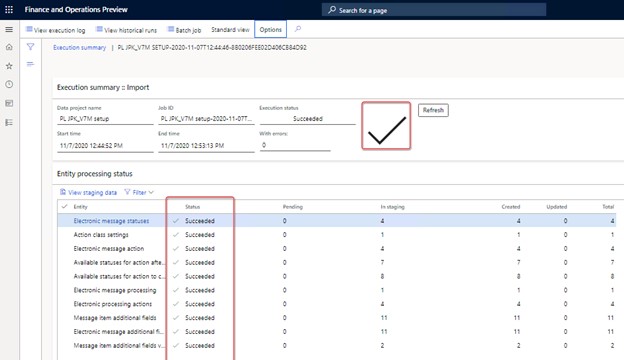 Finance and Operations Preview
Search for a page
View execution log View historical runs Batch job Standard view Options
Execution summary | PL JPK_V7M SETUP-2020-11-07T12:44:46-880206FEE02D406CB84D92
Execution summary :: Import
Data project name Job ID Execution status
PL JPK_V7M setup PL JPK_V7M setup-2020-11-07T... Succeeded
Refresh
Start time End time With errors:
11/7/2020 12:44:52 PM 11/7/2020 12:53:13 PM 0
Entity processing status
View staging data Filter
Entity Status Pending In staging Created Updated Total
Electronic message statuses Succeeded 0 4 4 0 4
Action class settings Succeeded 0 1 1 0 1
Electronic message action Succeeded 0 4 4 0 4
Available statuses for action afte... Succeeded 0 7 7 0 7
Available statuses for action to c... Succeeded 0 8 8 0 8
Electronic message processing Succeeded 0 1 1 0 1
Electronic processing actions Succeeded 0 4 4 0 4
Message item additional fields Succeeded 0 11 11 0 11
Electronic message additional fi... Succeeded 0 11 11 0 11
Message item additional fields v... Succeeded 0 2 2 0 2